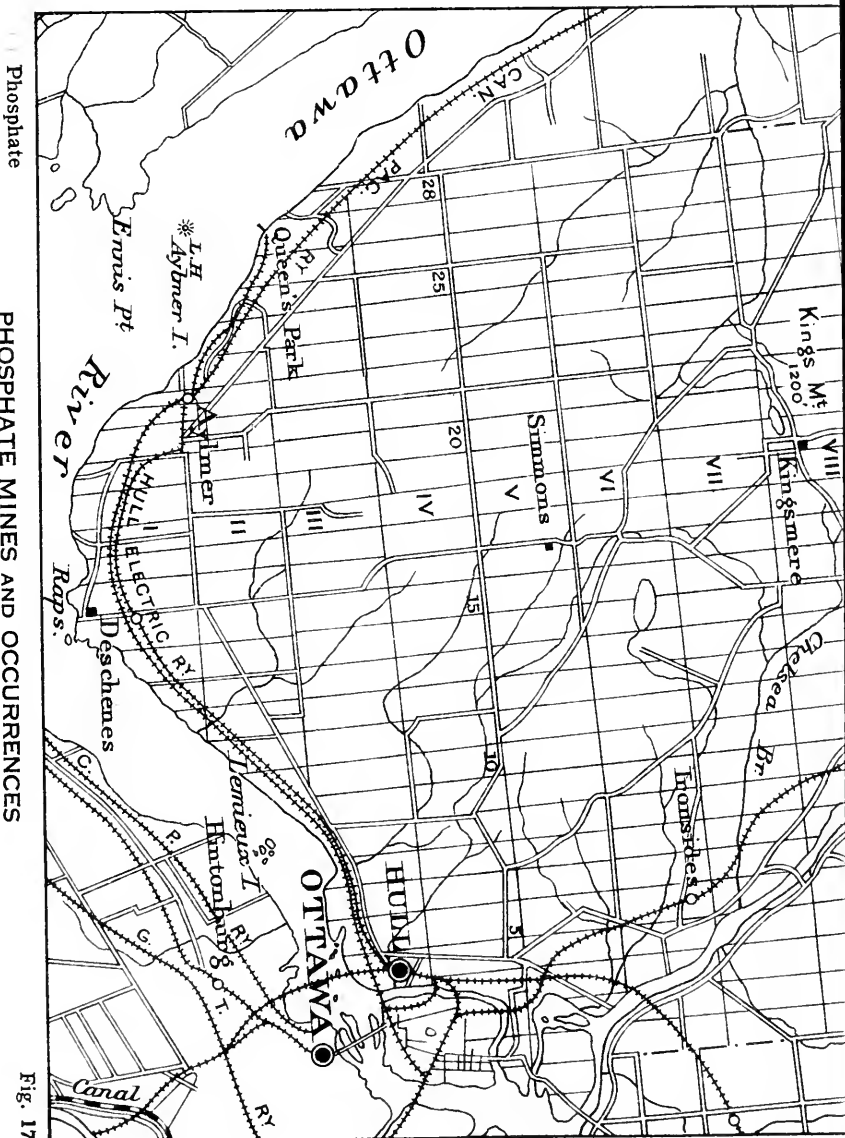 Phosphate
PHOSPHATE MINES AND OCCURRENCES
Fig. 17
Ottawa
River
CAN.
PAC.
RY
28
25
20
15
10
5
Kings Mt
1200'
VIII
Kingsmere
VII
VI
V
IV
III
II
I
Simmons
Chelsea Br.
Ironsides
Queen's Park
L.H
Aylmer I.
Ennis Pt.
Aylmer
HULL ELECTRIC RY
Deschenes
Raps.
Lemieux I.
Hintonburg
HULL
OTTAWA
C. P. RY
G. T.
RY
Canal